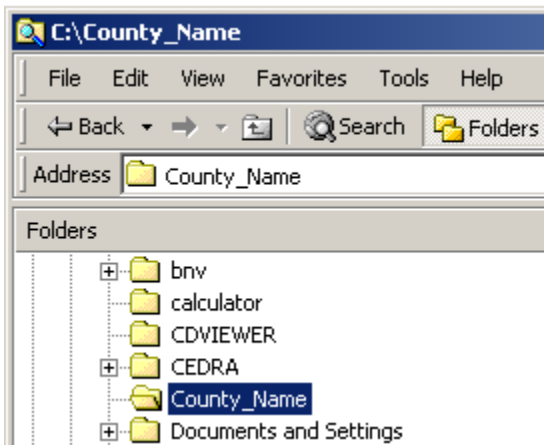 C:\County_Name
File Edit View Favorites Tools Help
Back Search Folders
Address County_Name
Folders
bnv
calculator
CDVIEWER
CEDRA
County_Name
Documents and Settings